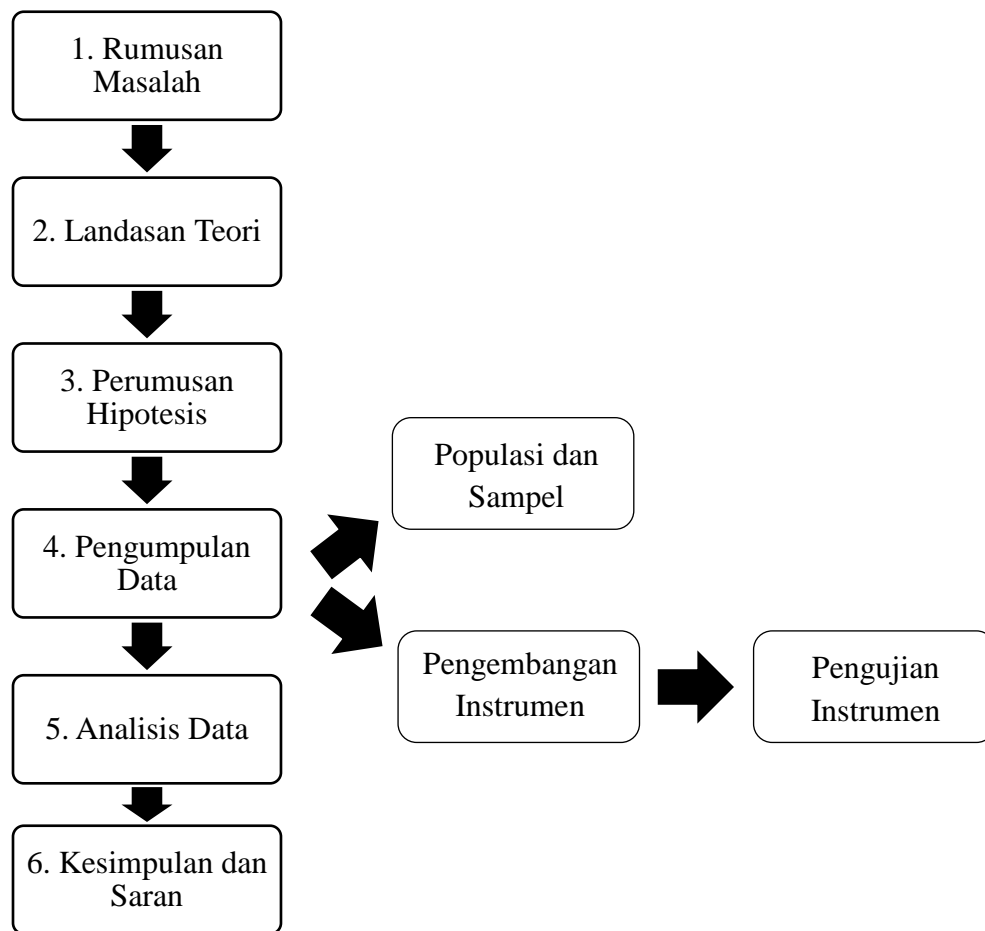 1. Rumusan
Masalah
2. Landasan Teori
3. Perumusan
Hipotesis
4. Pengumpulan
Data
Populasi dan
Sampel
Pengembangan
Instrumen
Pengujian
Instrumen
5. Analisis Data
6. Kesimpulan dan
Saran